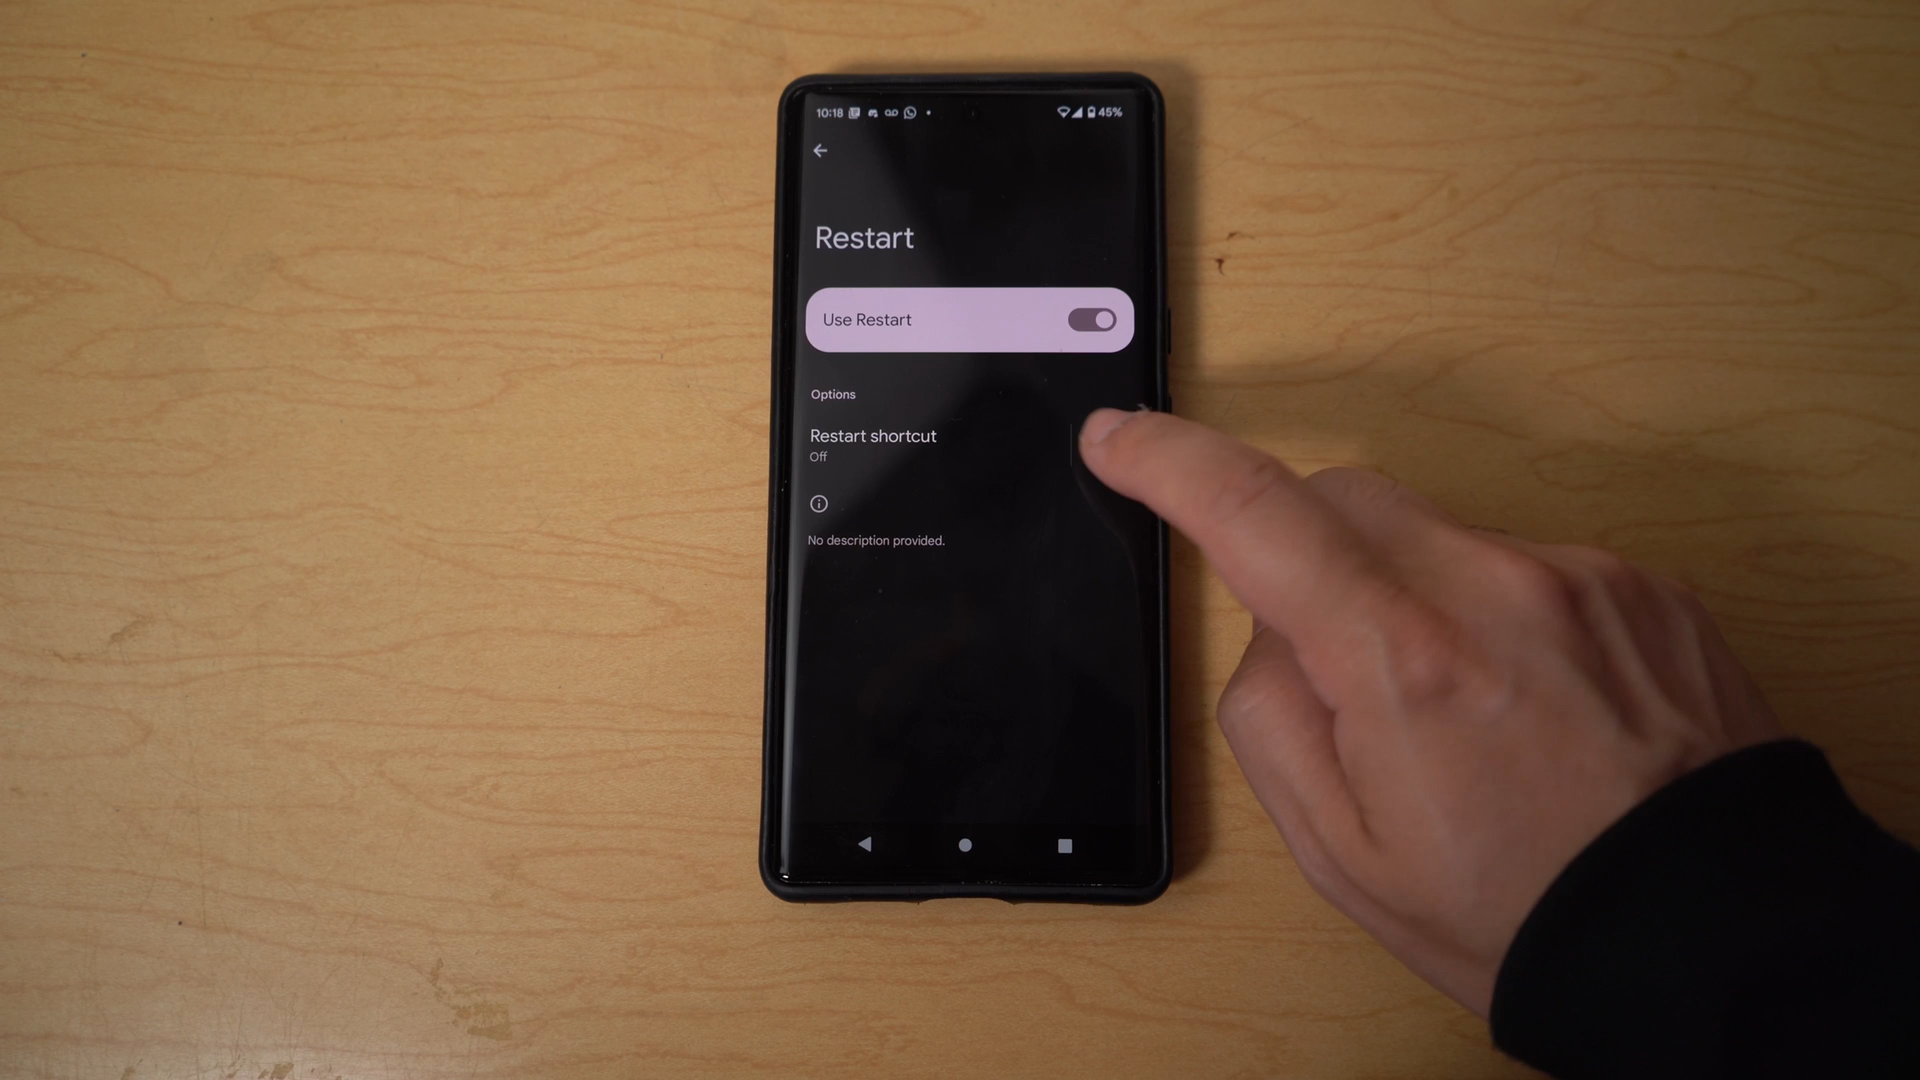 10:18 45%
Restart
Use Restart
Options
Restart shortcut
Off
No description provided.